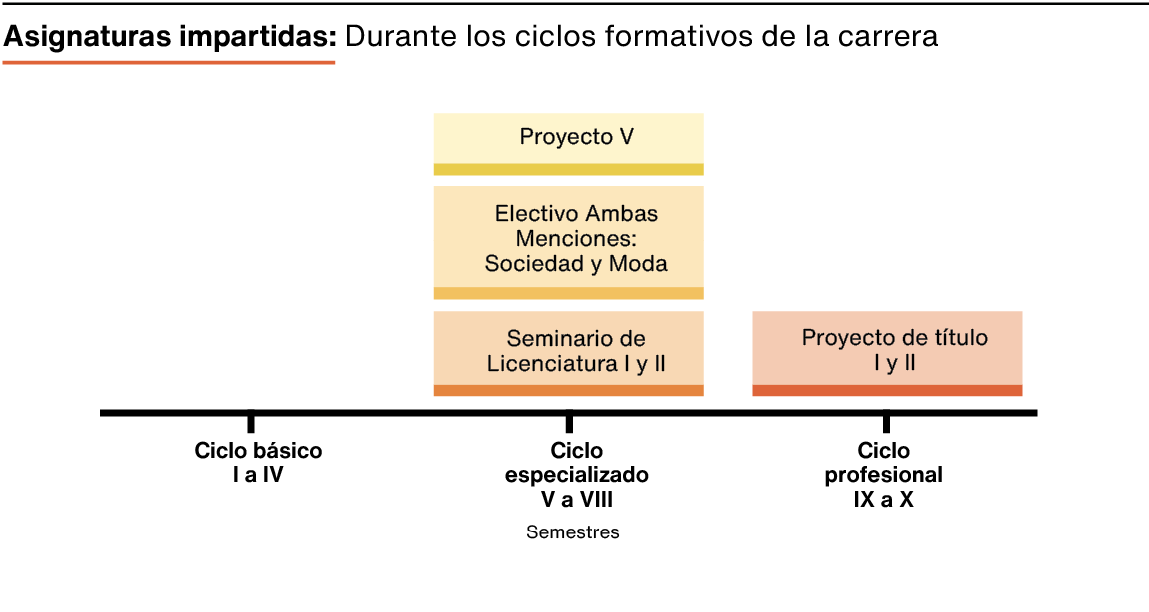 Asignaturas impartidas: Durante los ciclos formativos de la carrera
Proyecto V
Electivo Ambas
Menciones:
Sociedad y Moda
Seminario de
Licenciatura I y II
Proyecto de título
I y II
Ciclo básico
I a IV
Ciclo
especializado
V a VIII
Ciclo
profesional
IX a X
Semestres